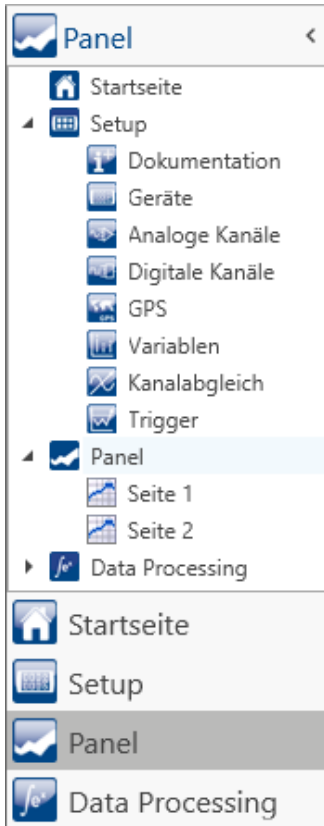 Panel <
Startseite
Setup
Dokumentation
Geräte
Analoge Kanäle
Digitale Kanäle
GPS
Variablen
Kanalabgleich
Trigger
Panel
Seite 1
Seite 2
Data Processing
Startseite
Setup
Panel
Data Processing